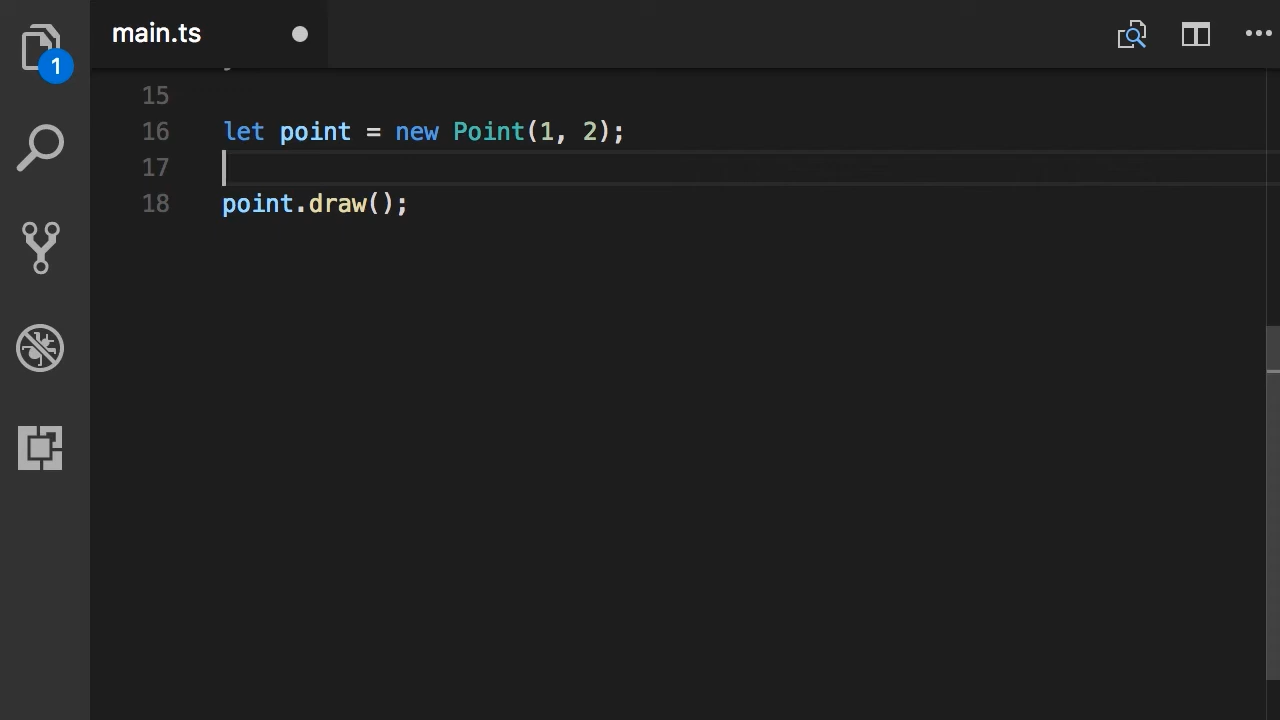 main.ts
1
15
16 let point = new Point(1, 2);
17
18 point.draw();